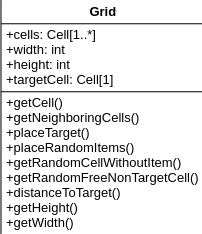 Grid
+cells: Cell[1..*]
+width: int
+height: int
+targetCell: Cell[1]
+getCell()
+getNeighboringCells()
+placeTarget()
+placeRandomItems()
+getRandomCellWithoutItem()
+getRandomFreeNonTargetCell()
+distanceToTarget()
+getHeight()
+getWidth()